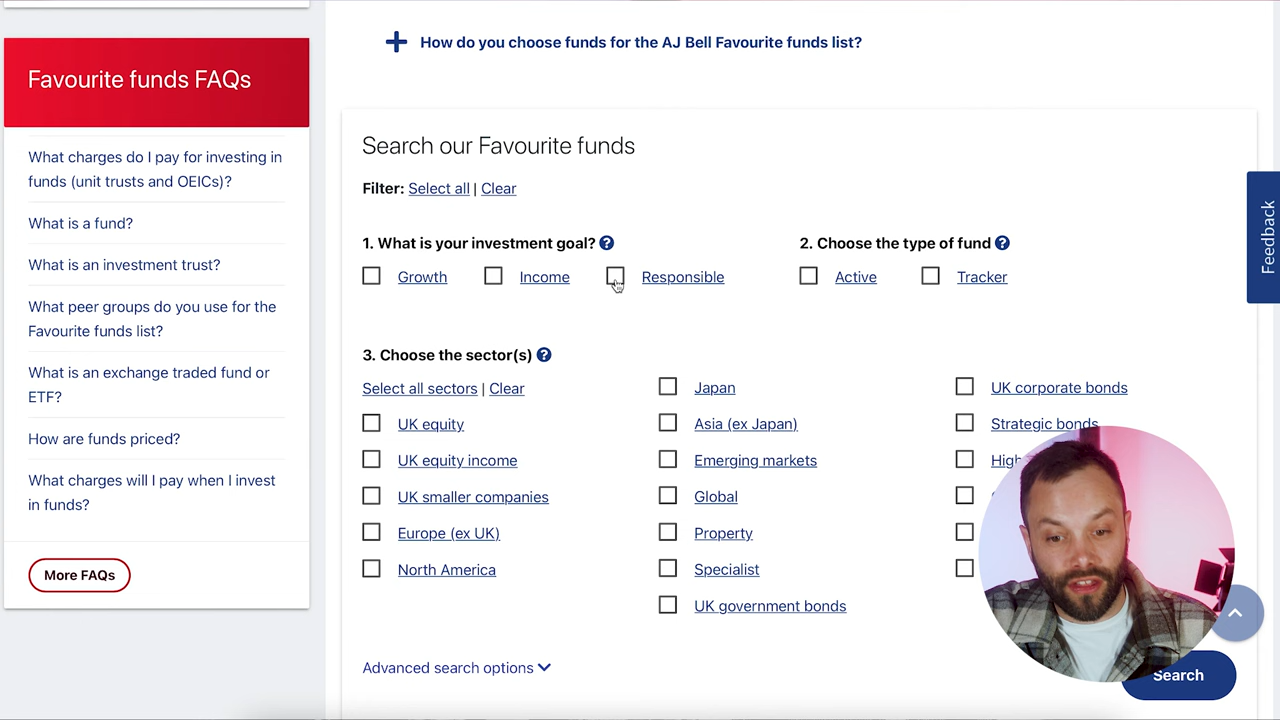 Favourite funds FAQs
What charges do I pay for investing in
funds (unit trusts and OEICs)?
What is a fund?
What is an investment trust?
What peer groups do you use for the
Favourite funds list?
What is an exchange traded fund or
ETF?
How are funds priced?
What charges will I pay when I invest
in funds?
More FAQs
How do you choose funds for the AJ Bell Favourite funds list?
Search our Favourite funds
Filter: Select all | Clear
1. What is your investment goal? ?
Growth
Income
Responsible
2. Choose the type of fund ?
Active
Tracker
3. Choose the sector(s) ?
Select all sectors | Clear
UK equity
UK equity income
UK smaller companies
Europe (ex UK)
North America
Japan
Asia (ex Japan)
Emerging markets
Global
Property
Specialist
UK government bonds
UK corporate bonds
Strategic bonds
Advanced search options
Search
Feedback